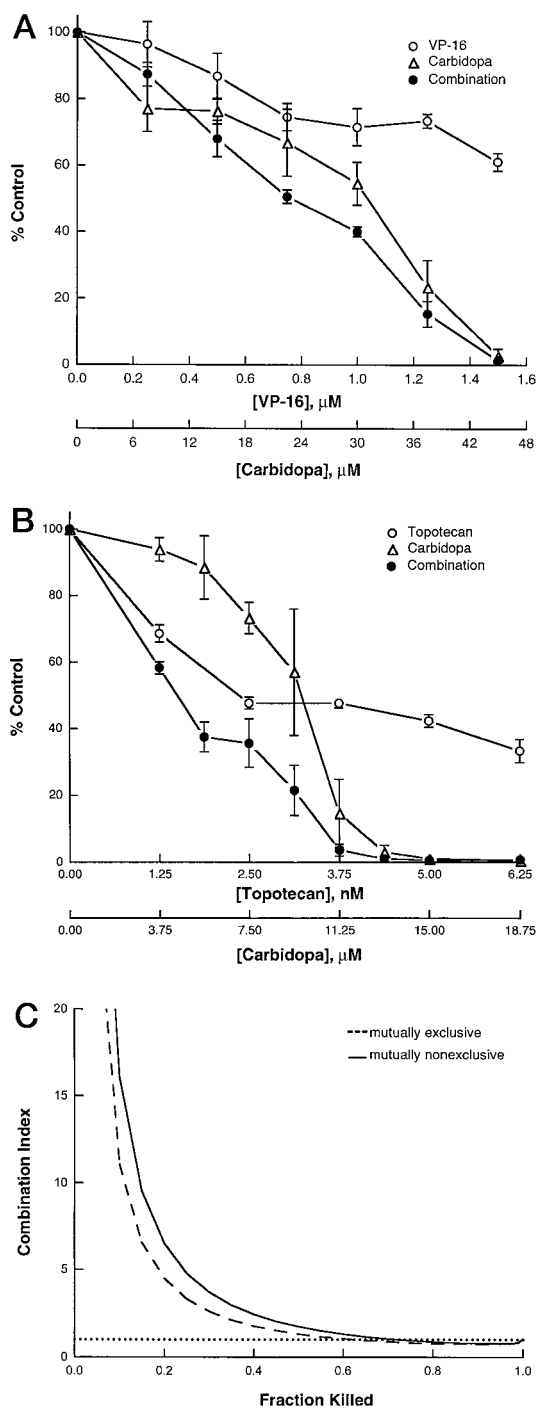 A
100
80
60
40
20
0
% Control
VP-16
Carbidopa
Combination
0.0 0.2 0.4 0.6 0.8 1.0 1.2 1.4 1.6
[VP-16], μM
0 6 12 18 24 30 36 42 48
[Carbidopa], μM
B
100
80
60
40
20
0
% Control
Topotecan
Carbidopa
Combination
0.00 1.25 2.50 3.75 5.00 6.25
[Topotecan], nM
0.00 3.75 7.50 11.25 15.00 18.75
[Carbidopa], μM
C
20
15
10
5
0
Combination Index
mutually exclusive
mutually nonexclusive
0.0 0.2 0.4 0.6 0.8 1.0
Fraction Killed